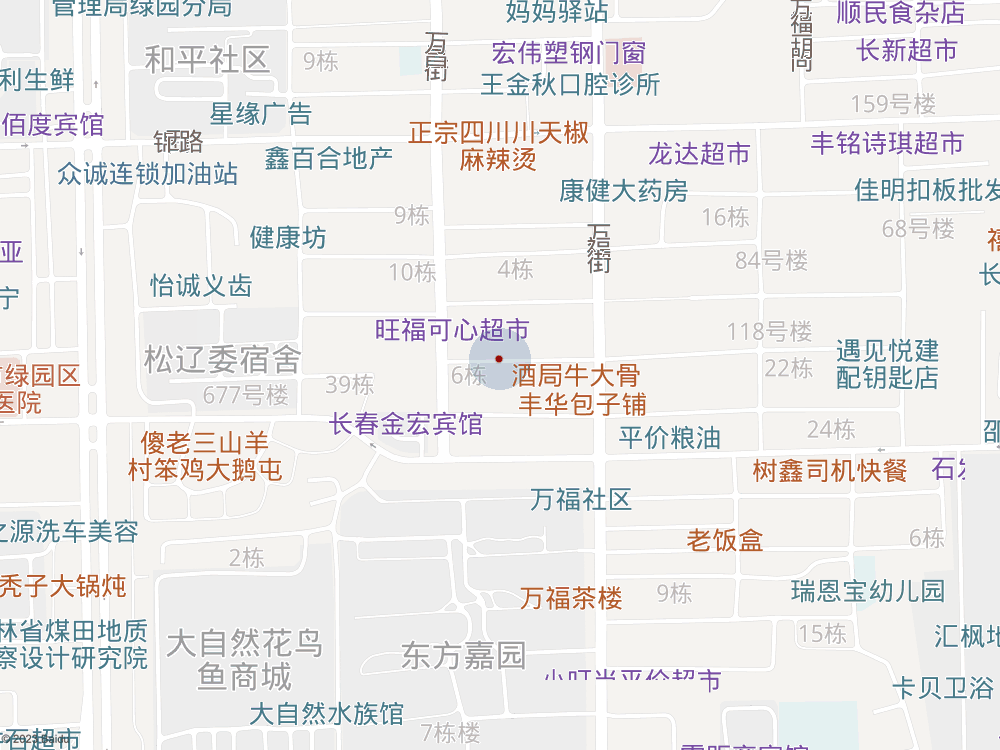 管理局绿园分局
妈妈驿站
顺民食杂店
万福胡同
万昌街
宏伟塑钢门窗
长新超市
和平社区
9栋
利生鲜
王金秋口腔诊所
159号楼
星缘广告
佰度宾馆
正宗四川川天椒
麻辣烫
丰铭诗琪超市
龙达超市
鑫百合地产
众诚连锁加油站
康健大药房
佳明扣板批发
9栋
16栋
68号楼
健康坊
万福街
亚
84号楼
10栋
4栋
长
怡诚义齿
宁
旺福可心超市
118号楼
遇见悦建
配钥匙店
松辽委宿舍
22栋
绿园区
医院
6栋
酒局牛大骨
39栋
677号楼
丰华包子铺
长春金宏宾馆
24栋
平价粮油
傻老三山羊
村笨鸡大鹅屯
树鑫司机快餐
万福社区
之源洗车美容
老饭盒
6栋
2栋
秃子大锅炖
万福茶楼
9栋
瑞恩宝幼儿园
林省煤田地质
察设计研究院
大自然花鸟
鱼商城
15栋
汇枫地
东方嘉园
卡贝卫浴
大自然水族馆
7栋楼
© 2023 Baidu